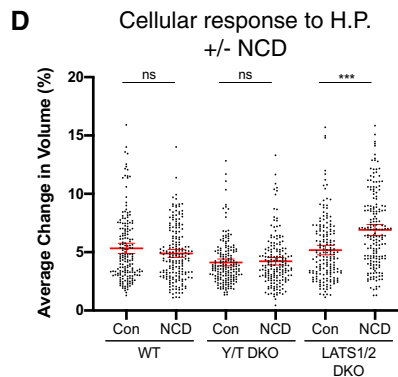 D
Cellular response to H.P.
+/- NCD
Average Change in Volume (%)
20
15
10
5
0
ns
ns
***
Con
NCD
Con
NCD
Con
NCD
WT
Y/T DKO
LATS1/2
DKO